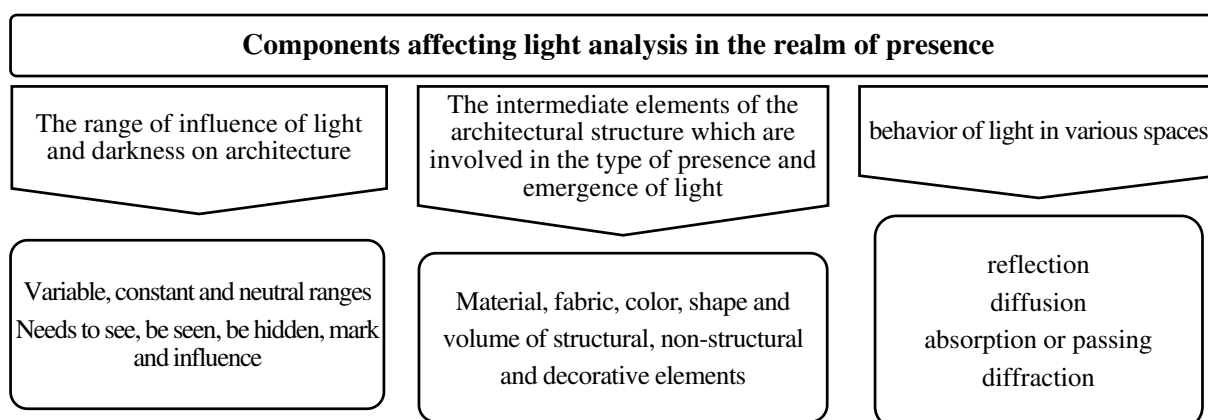 Components affecting light analysis in the realm of presence
The range of influence of light
and darkness on architecture
The intermediate elements of the
architectural structure which are
involved in the type of presence and
emergence of light
behavior of light in various spaces
Variable, constant and neutral ranges
Needs to see, be seen, be hidden, mark
and influence
Material, fabric, color, shape and
volume of structural, non-structural
and decorative elements
reflection
diffusion
absorption or passing
diffraction